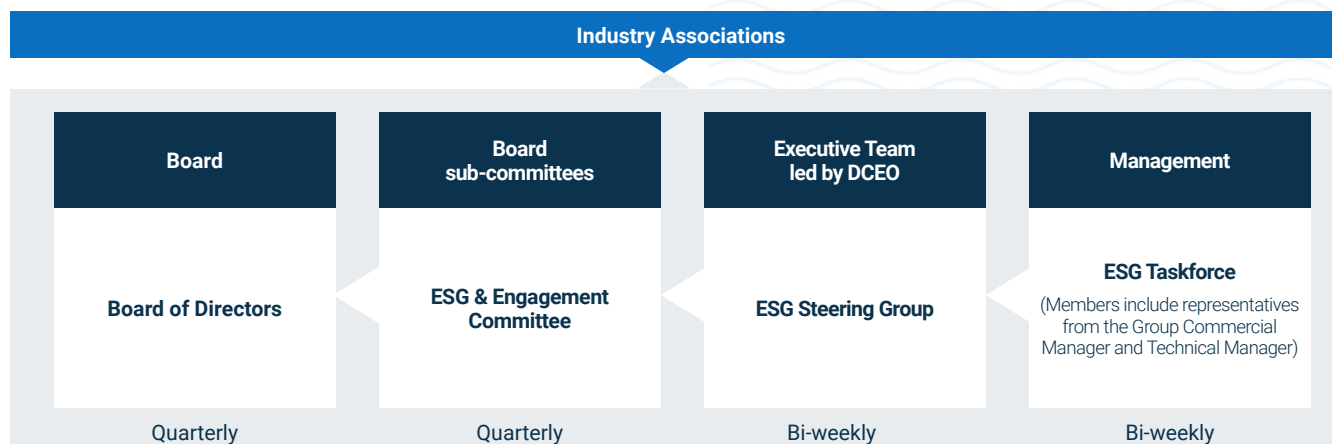 Industry Associations
Board
Board
sub-committees
Executive Team
led by DCEO
Management
Board of Directors
ESG & Engagement
Committee
ESG Steering Group
ESG Taskforce
(Members include representatives
from the Group Commercial
Manager and Technical Manager)
Quarterly
Quarterly
Bi-weekly
Bi-weekly